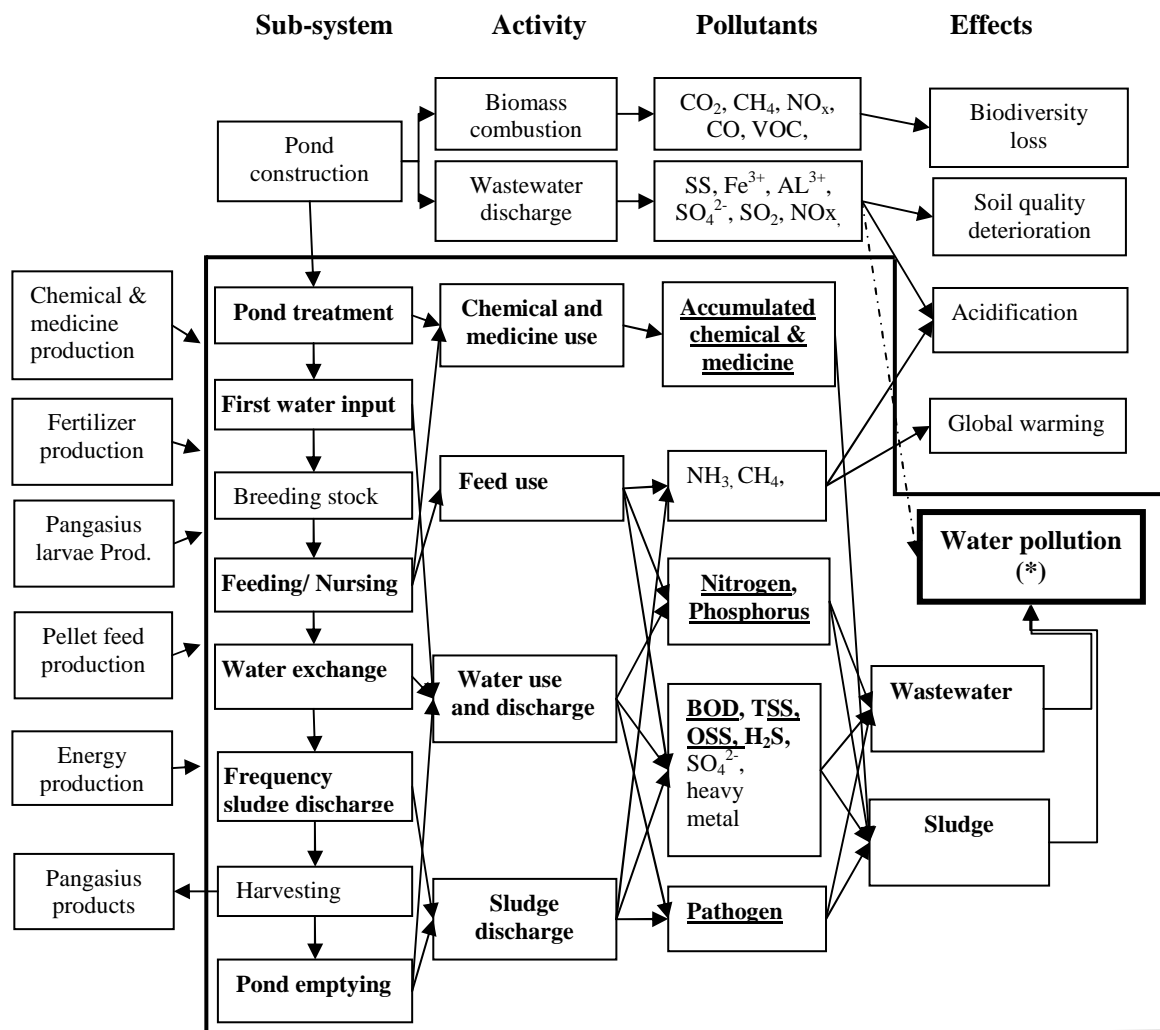 Sub-system Activity Pollutants Effects
Biomass
combustion
CO₂, CH₄, NOₓ,
CO, VOC,
Biodiversity
loss
Pond
construction
Wastewater
discharge
SS, Fe³⁺, AL³⁺,
SO₄²⁻, SO₂, NOx,
Soil quality
deterioration
Chemical &
medicine
production
Pond treatment
Chemical and
medicine use
Accumulated
chemical &
medicine
Acidification
Fertilizer
production
First water input
Global warming
Breeding stock
Feed use
NH₃, CH₄,
Pangasius
larvae Prod.
Feeding/ Nursing
Nitrogen,
Phosphorus
Water pollution
(*)
Pellet feed
production
Water exchange
Water use
and discharge
BOD, TSS,
OSS, H₂S,
SO₄²⁻,
heavy
metal
Wastewater
Energy
production
Frequency
sludge discharge
Sludge
Pangasius
products
Harvesting
Sludge
discharge
Pathogen
Pond emptying